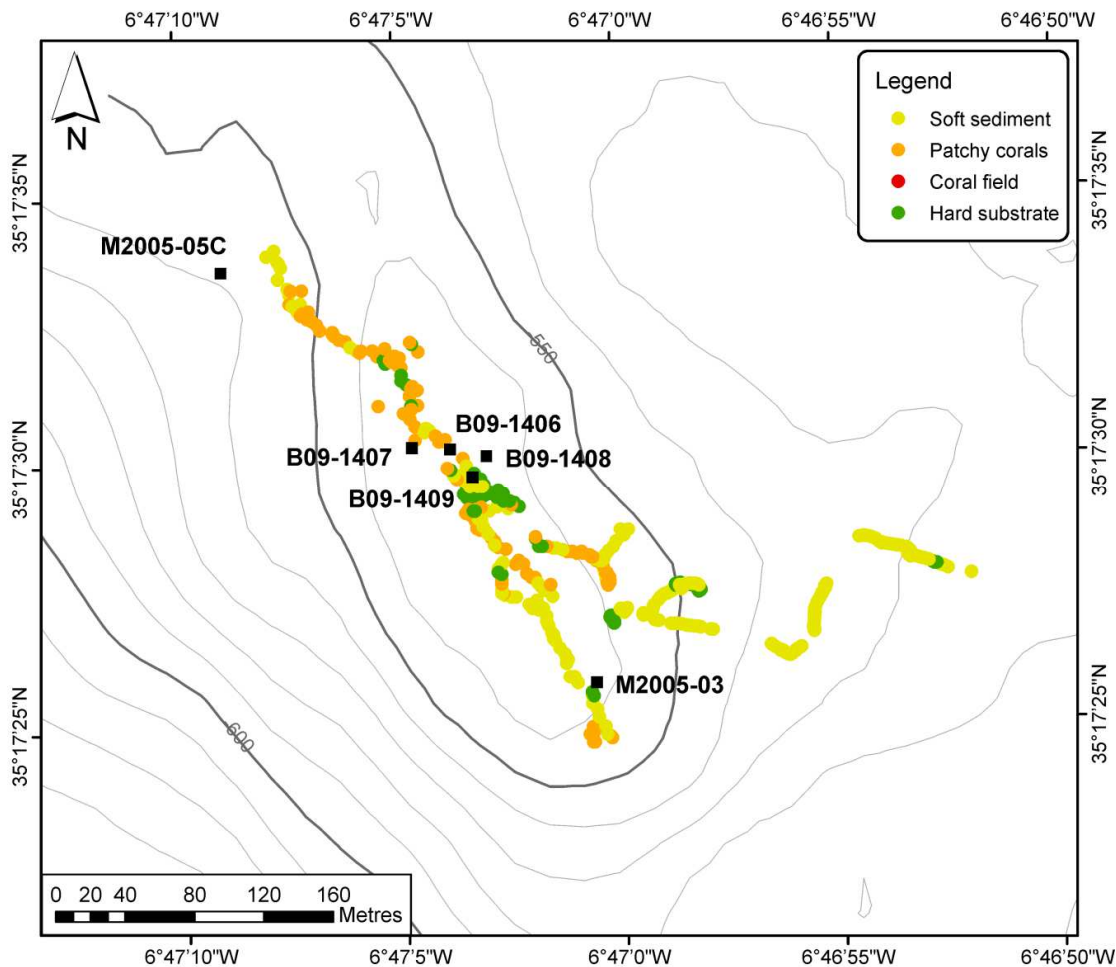 6°47'10"W 6°47'5"W 6°47'0"W 6°46'55"W 6°46'50"W
N
Legend
Soft sediment
Patchy corals
Coral field
Hard substrate
35°17'35"N
35°17'35"N
M2005-05C
550
B09-1406
B09-1407
B09-1408
35°17'30"N
35°17'30"N
B09-1409
M2005-03
600
35°17'25"N
35°17'25"N
0 20 40 80 120 160
Metres
6°47'10"W 6°47'5"W 6°47'0"W 6°46'55"W 6°46'50"W